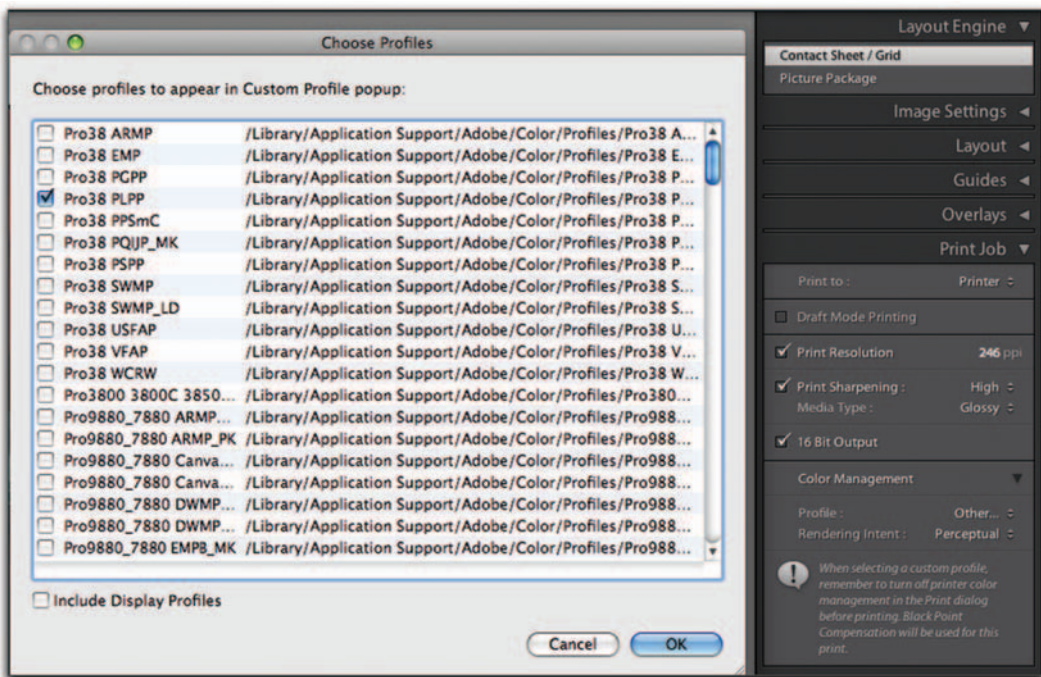 Choose Profiles
Choose profiles to appear in Custom Profile popup:
Pro38 ARMP /Library/Application Support/Adobe/Color/Profiles/Pro38 A...
Pro38 EMP /Library/Application Support/Adobe/Color/Profiles/Pro38 E...
Pro38 PGPP /Library/Application Support/Adobe/Color/Profiles/Pro38 P...
Pro38 PLPP /Library/Application Support/Adobe/Color/Profiles/Pro38 P...
Pro38 PPSmC /Library/Application Support/Adobe/Color/Profiles/Pro38 P...
Pro38 PQIJP_MK /Library/Application Support/Adobe/Color/Profiles/Pro38 P...
Pro38 PSPP /Library/Application Support/Adobe/Color/Profiles/Pro38 P...
Pro38 SWMP /Library/Application Support/Adobe/Color/Profiles/Pro38 S...
Pro38 SWMP_LD /Library/Application Support/Adobe/Color/Profiles/Pro38 S...
Pro38 USFAP /Library/Application Support/Adobe/Color/Profiles/Pro38 U...
Pro38 VFAP /Library/Application Support/Adobe/Color/Profiles/Pro38 V...
Pro38 WCRW /Library/Application Support/Adobe/Color/Profiles/Pro38 W...
Pro3800 3800C 3850... /Library/Application Support/Adobe/Color/Profiles/Pro380...
Pro9880_7880 ARMP... /Library/Application Support/Adobe/Color/Profiles/Pro988...
Pro9880_7880 ARMP_PK /Library/Application Support/Adobe/Color/Profiles/Pro988...
Pro9880_7880 Canva... /Library/Application Support/Adobe/Color/Profiles/Pro988...
Pro9880_7880 Canva... /Library/Application Support/Adobe/Color/Profiles/Pro988...
Pro9880_7880 DWMP... /Library/Application Support/Adobe/Color/Profiles/Pro988...
Pro9880_7880 DWMP... /Library/Application Support/Adobe/Color/Profiles/Pro988...
Pro9880_7880 EMPB_MK /Library/Application Support/Adobe/Color/Profiles/Pro988...
Include Display Profiles
Cancel OK
Layout Engine
Contact Sheet / Grid
Picture Package
Image Settings
Layout
Guides
Overlays
Print Job
Print to : Printer
Draft Mode Printing
Print Resolution 246 ppi
Print Sharpening : High
Media Type : Glossy
16 Bit Output
Color Management
Profile : Other...
Rendering Intent : Perceptual
When selecting a custom profile,
remember to turn off printer color
management in the Print dialog
before printing. Black Point
Compensation will be used for this
print.